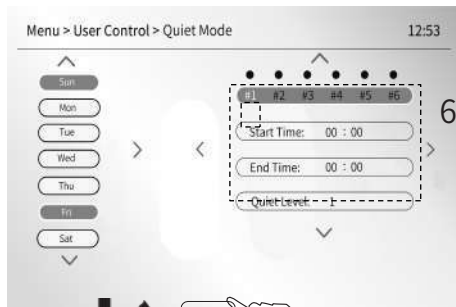 Menu > User Control > Quiet Mode 12:53
Sun
Mon
Tue
Wed
Thu
Fri
Sat
#1 #2 #3 #4 #5 #6
6
Start Time: 00 : 00
End Time: 00 : 00
Quiet Level: 1